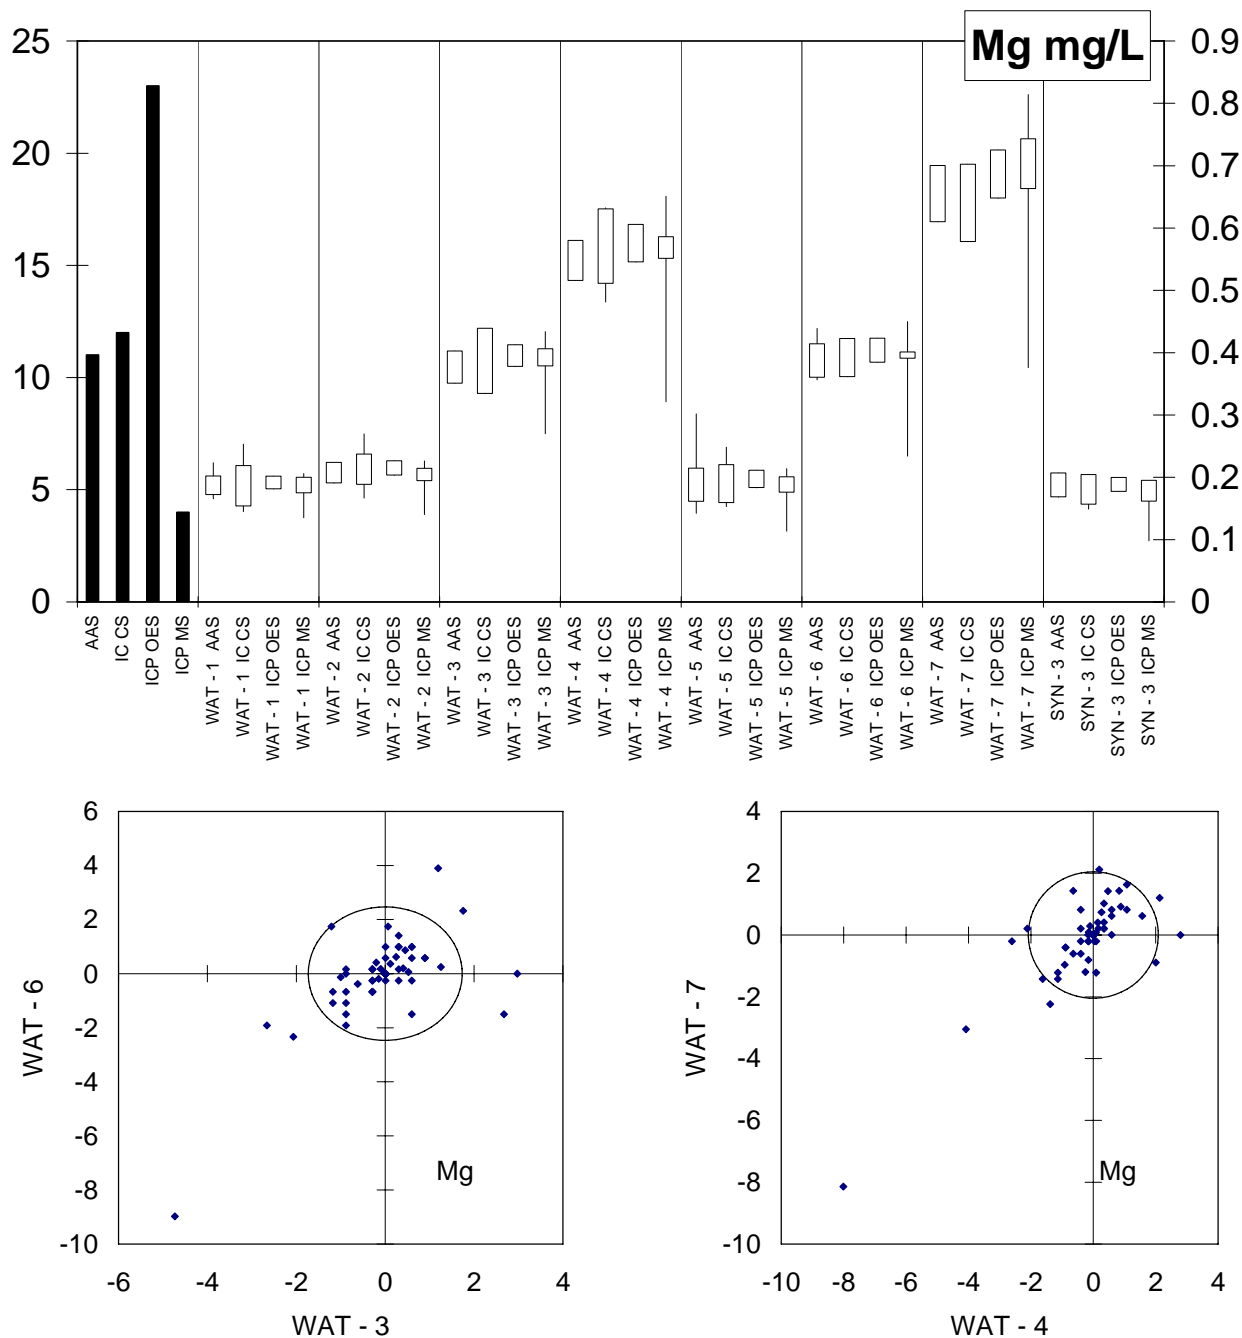 Mg mg/L
25
20
15
10
5
0
0.9
0.8
0.7
0.6
0.5
0.4
0.3
0.2
0.1
0
AAS
IC CS
ICP OES
ICP MS
WAT - 1 AAS
WAT - 1 IC CS
WAT - 1 ICP OES
WAT - 1 ICP MS
WAT - 2 AAS
WAT - 2 IC CS
WAT - 2 ICP OES
WAT - 2 ICP MS
WAT - 3 AAS
WAT - 3 IC CS
WAT - 3 ICP OES
WAT - 3 ICP MS
WAT - 4 AAS
WAT - 4 IC CS
WAT - 4 ICP OES
WAT - 4 ICP MS
WAT - 5 AAS
WAT - 5 IC CS
WAT - 5 ICP OES
WAT - 5 ICP MS
WAT - 6 AAS
WAT - 6 IC CS
WAT - 6 ICP OES
WAT - 6 ICP MS
WAT - 7 AAS
WAT - 7 IC CS
WAT - 7 ICP OES
WAT - 7 ICP MS
SYN - 3 AAS
SYN - 3 IC CS
SYN - 3 ICP OES
SYN - 3 ICP MS
6
4
2
0
-2
-4
-6
-8
-10
WAT - 6
Mg
-6 -4 -2 0 2 4
WAT - 3
4
2
0
-2
-4
-6
-8
-10
WAT - 7
Mg
-10 -8 -6 -4 -2 0 2 4
WAT - 4